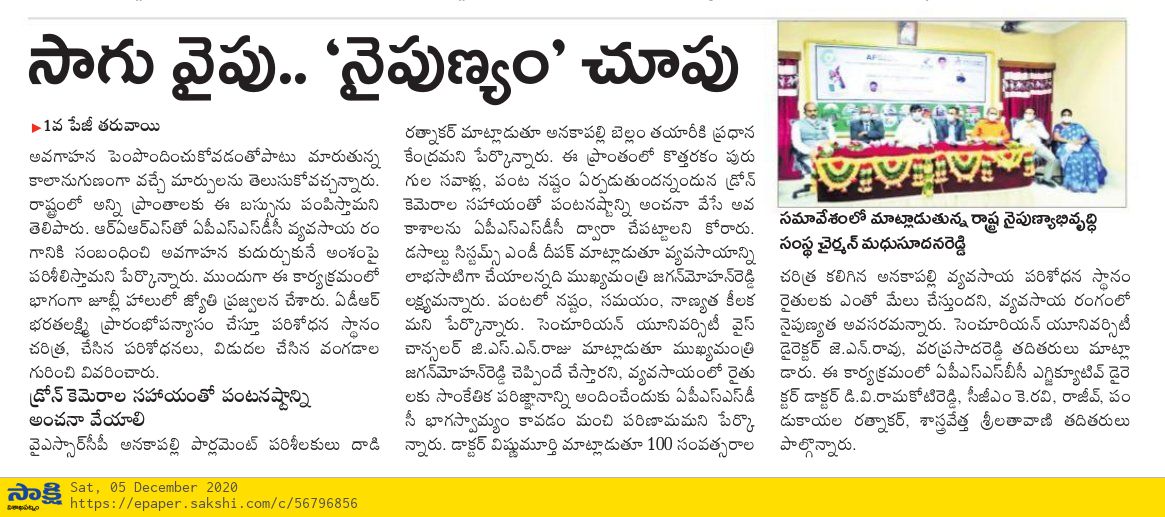 సాగు వైపు.. ‘నైపుణ్యం’ చూపు
▶1వ పేజీ తరువాయి
అవగాహన పెంపొందించుకోవడంతోపాటు మారుతున్న
కాలానుగుణంగా వచ్చే మార్పులను తెలుసుకోవచ్చన్నారు.
రాష్ట్రంలో అన్ని ప్రాంతాలకు ఈ బస్సును పంపిస్తామని
తెలిపారు. ఆర్ఏఆర్ఎస్‌తో ఏపీఎస్ఎస్‌డీసీ వ్యవసాయ రం
గానికి సంబంధించి అవగాహన కుదుర్చుకునే అంశంపై
పరిశీలిస్తామని పేర్కొన్నారు. ముందుగా ఈ కార్యక్రమంలో
భాగంగా జూబ్లీ హాలులో జ్యోతి ప్రజ్వలన చేశారు. ఏడీఆర్
భరతలక్ష్మి ప్రారంభోపన్యాసం చేస్తూ పరిశోధన స్థానం
చరిత్ర, చేసిన పరిశోధనలు, విడుదల చేసిన వంగడాల
గురించి వివరించారు.
డ్రోన్ కెమెరాల సహాయంతో పంటనష్టాన్ని
అంచనా వేయాలి
వైఎస్సార్‌సీపీ అనకాపల్లి పార్లమెంట్ పరిశీలకులు దాడి
రత్నాకర్ మాట్లాడుతూ అనకాపల్లి బెల్లం తయారీకి ప్రధాన
కేంద్రమని పేర్కొన్నారు. ఈ ప్రాంతంలో కొత్తరకం పురు
గుల సవాళ్లు, పంట నష్టం ఏర్పడుతుందన్నందున డ్రోన్
కెమెరాల సహాయంతో పంటనష్టాన్ని అంచనా వేసే అవ
కాశాలను ఏపీఎస్ఎస్‌డీసీ ద్వారా చేపట్టాలని కోరారు.
డసాల్టు సిస్టమ్స్ ఎండీ దీపక్ మాట్లాడుతూ వ్యవసాయాన్ని
లాభసాటిగా చేయాలన్నది ముఖ్యమంత్రి జగన్‌మోహన్‌రెడ్డి
లక్ష్యమన్నారు. పంటలో నష్టం, సమయం, నాణ్యత కీలక
మని పేర్కొన్నారు. సెంచూరియన్ యూనివర్సిటీ వైస్
చాన్సలర్ జి.ఎస్.ఎన్.రాజు మాట్లాడుతూ ముఖ్యమంత్రి
జగన్‌మోహన్‌రెడ్డి చెప్పిందే చేస్తారని, వ్యవసాయంలో రైతు
లకు సాంకేతిక పరిజ్ఞానాన్ని అందించేందుకు ఏపీఎస్ఎస్‌డీ
సీ భాగస్వామ్యం కావడం మంచి పరిణామమని పేర్కొ
న్నారు. డాక్టర్ విష్ణుమూర్తి మాట్లాడుతూ 100 సంవత్సరాల
సమావేశంలో మాట్లాడుతున్న రాష్ట్ర నైపుణ్యాభివృద్ధి
సంస్థ చైర్మన్ మధుసూదనరెడ్డి
చరిత్ర కలిగిన అనకాపల్లి వ్యవసాయ పరిశోధన స్థానం
రైతులకు ఎంతో మేలు చేస్తుందని, వ్యవసాయ రంగంలో
నైపుణ్యత అవసరమన్నారు. సెంచూరియన్ యూనివర్సిటీ
డైరెక్టర్ జె.ఎన్.రావు, వరప్రసాదరెడ్డి తదితరులు మాట్లా
డారు. ఈ కార్యక్రమంలో ఏపీఎస్ఎస్‌బీసీ ఎగ్జిక్యూటివ్ డైరె
క్టర్ డాక్టర్ డి.వి.రామకోటిరెడ్డి, సీజీఎం కె.రవి, రాజీవ్, పం
డుకాయల రత్నాకర్, శాస్త్రవేత్త శ్రీలతావాణి తదితరులు
పాల్గొన్నారు.
సాక్షి
విశాఖపట్నం
Sat, 05 December 2020
https://epaper.sakshi.com/c/56796856